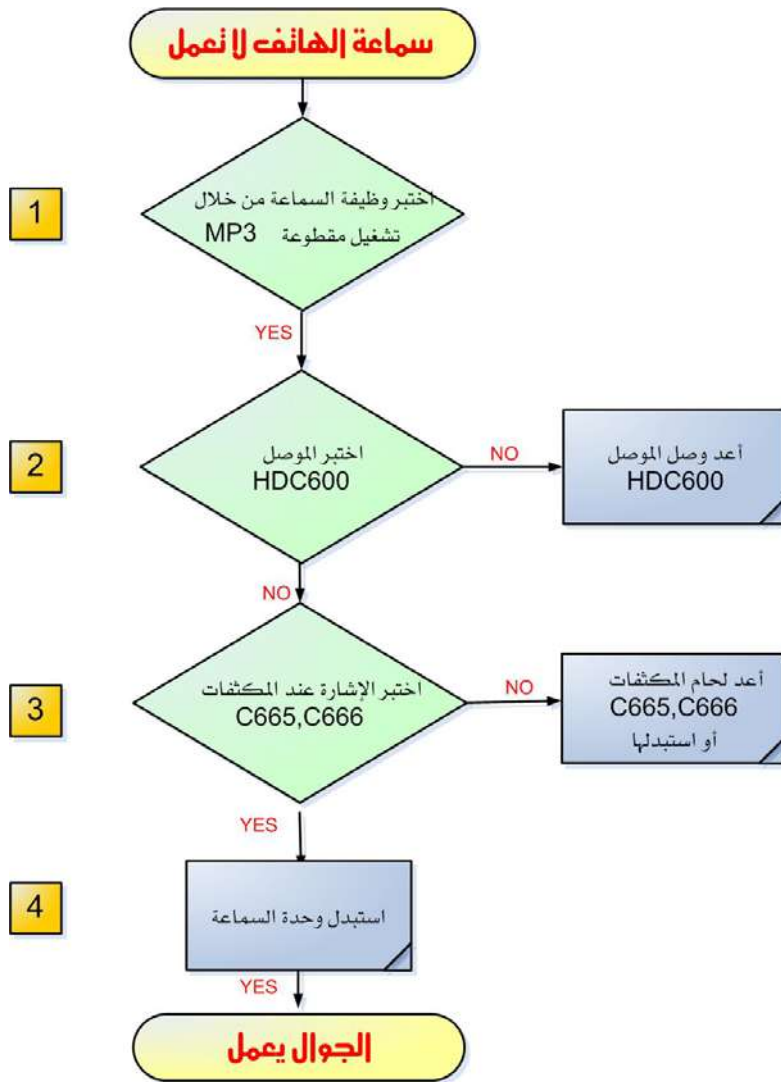 سماعة الهاتف لا تعمل
1
اختبر وظيفة السماعة من خلال
تشغيل مقطوعة MP3
YES
2
اختبر الموصل
HDC600
NO
أعد وصل الموصل
HDC600
NO
3
اختبر الإشارة عند المكثفات
C665,C666
NO
أعد لحام المكثفات
C665,C666
أو استبدلها
YES
4
استبدل وحدة السماعة
YES
الجوال يعمل